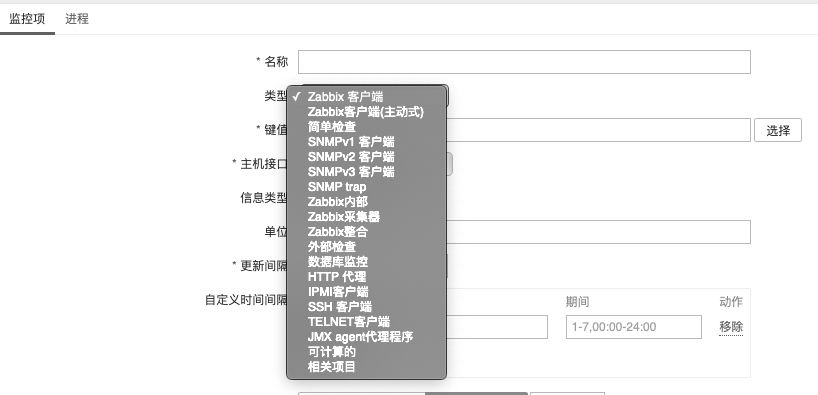 监控项 进程
* 名称
类型
✓ Zabbix 客户端
Zabbix客户端(主动式)
简单检查
SNMPv1 客户端
SNMPv2 客户端
SNMPv3 客户端
SNMP trap
Zabbix内部
Zabbix采集器
Zabbix整合
外部检查
数据库监控
HTTP 代理
IPMI客户端
SSH 客户端
TELNET客户端
JMX agent代理程序
可计算的
相关项目
* 键值 选择
* 主机接口
信息类型
单位
* 更新间隔
自定义时间间隔 期间 动作
1-7,00:00-24:00 移除